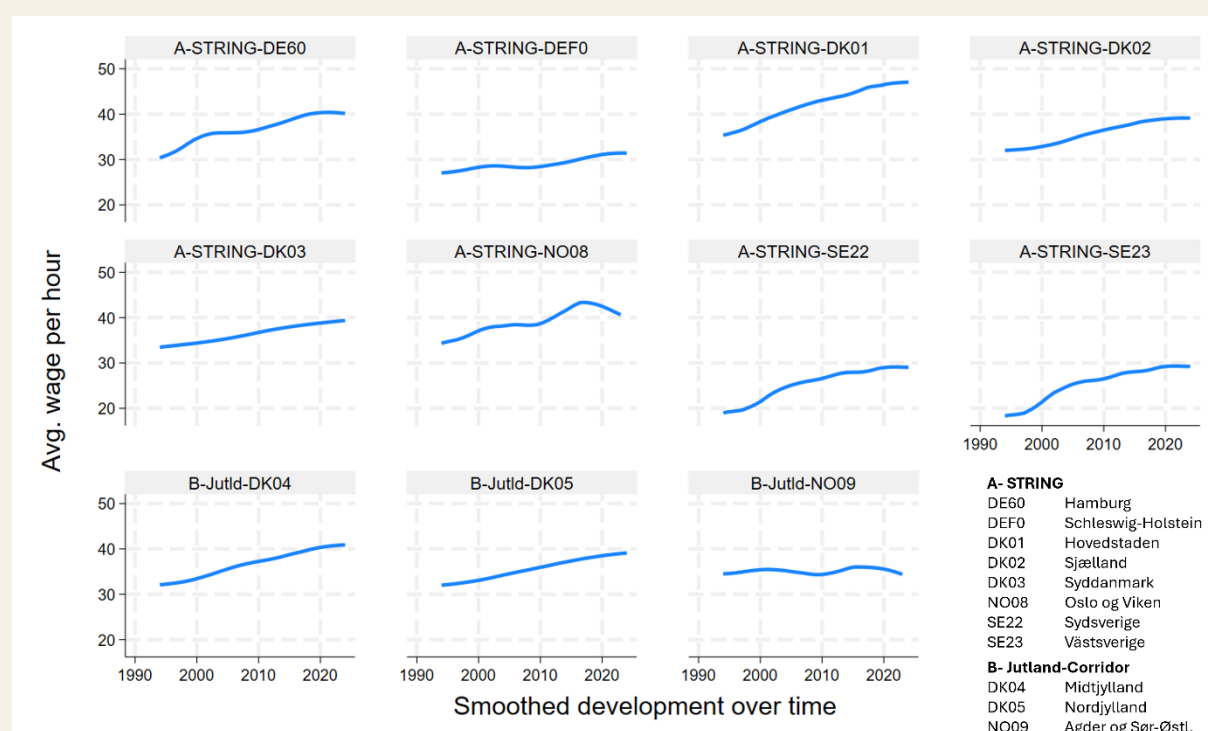 A-STRING-DE60 A-STRING-DEF0 A-STRING-DK01 A-STRING-DK02
50
40
30
20
1990 2000 2010 2020
A-STRING-DK03 A-STRING-NO08 A-STRING-SE22 A-STRING-SE23
50
40
30
20
1990 2000 2010 2020
B-Jutld-DK04 B-Jutld-DK05 B-Jutld-NO09
50
40
30
20
1990 2000 2010 2020 1990 2000 2010 2020 1990 2000 2010 2020
Avg. wage per hour
Smoothed development over time
A- STRING
DE60 Hamburg
DEF0 Schleswig-Holstein
DK01 Hovedstaden
DK02 Sjælland
DK03 Syddanmark
NO08 Oslo og Viken
SE22 Sydsverige
SE23 Västsverige
B- Jutland-Corridor
DK04 Midtjylland
DK05 Nordjylland
NO09 Agder og Sør-Østl.